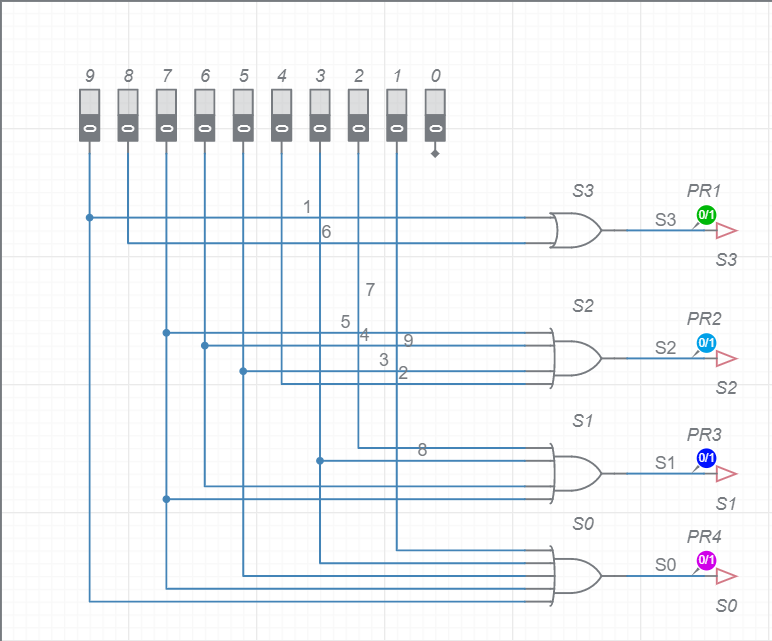 9 8 7 6 5 4 3 2 1 0
0 0 0 0 0 0 0 0 0 0
S3 PR1
1 S3 0/1
6
S3
7
S2 PR2
5
4 9 S2 0/1
3
2 S2
S1 PR3
8 S1 0/1
S1
S0 PR4
S0 0/1
S0